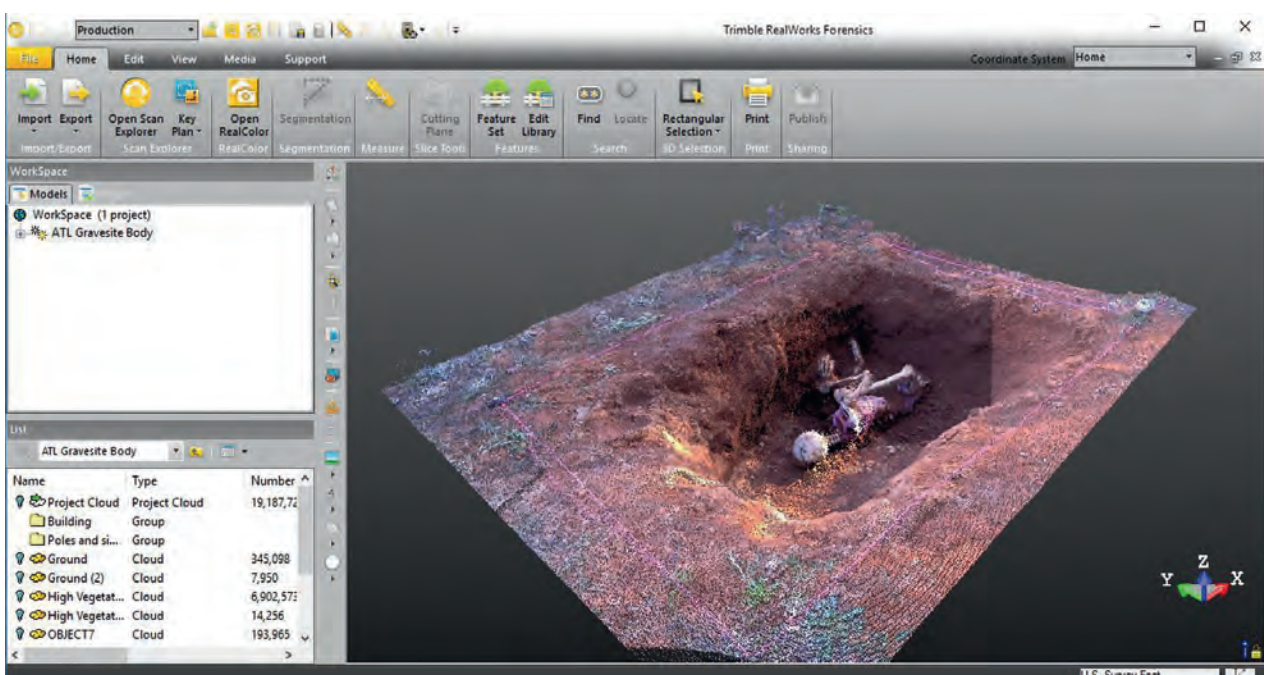 Production
Trimble RealWorks Forensics
File Home Edit View Media Support
Coordinate System Home
Import Export Open Scan Explorer Key Plan Open RealColor Segmentation Cutting Plane Feature Set Edit Library Find Locate Rectangular Selection Print Publish
Import/Export Scan Explorer RealColor Segmentation Measure Slice Tools Features Search 3D Selection Print Sharing
WorkSpace
Models
WorkSpace (1 project)
ATL Gravesite Body
List
ATL Gravesite Body
Name Type Number
Project Cloud Project Cloud 19,187,72
Building Group
Poles and si... Group
Ground Cloud 345,098
Ground (2) Cloud 7,950
High Vegetat... Cloud 6,902,573
High Vegetat... Cloud 14,256
OBJECT7 Cloud 193,965
Z
Y X
U.S. Survey Feet